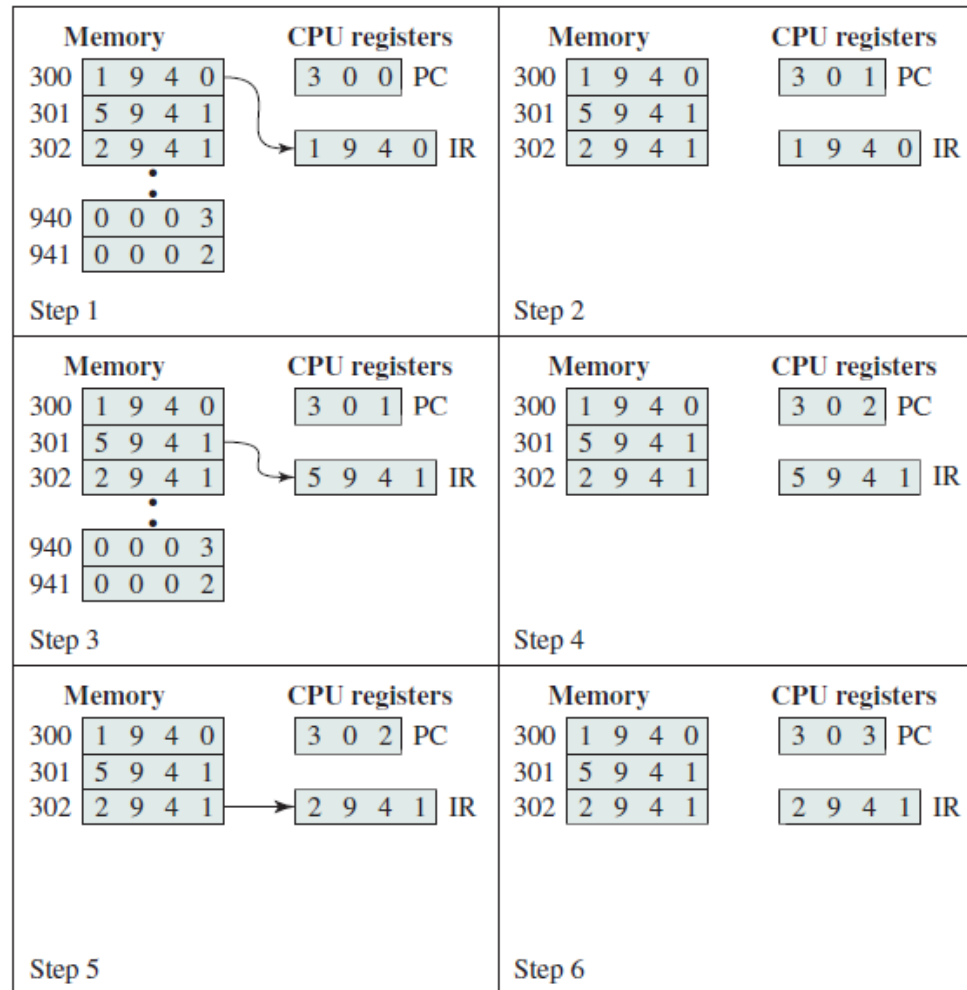 Memory CPU registers
300 1 9 4 0 3 0 0 PC
301 5 9 4 1
302 2 9 4 1 1 9 4 0 IR
940 0 0 0 3
941 0 0 0 2
Step 1
Memory CPU registers
300 1 9 4 0 3 0 1 PC
301 5 9 4 1
302 2 9 4 1 1 9 4 0 IR
Step 2
Memory CPU registers
300 1 9 4 0 3 0 1 PC
301 5 9 4 1
302 2 9 4 1 5 9 4 1 IR
940 0 0 0 3
941 0 0 0 2
Step 3
Memory CPU registers
300 1 9 4 0 3 0 2 PC
301 5 9 4 1
302 2 9 4 1 5 9 4 1 IR
Step 4
Memory CPU registers
300 1 9 4 0 3 0 2 PC
301 5 9 4 1
302 2 9 4 1 2 9 4 1 IR
Step 5
Memory CPU registers
300 1 9 4 0 3 0 3 PC
301 5 9 4 1
302 2 9 4 1 2 9 4 1 IR
Step 6